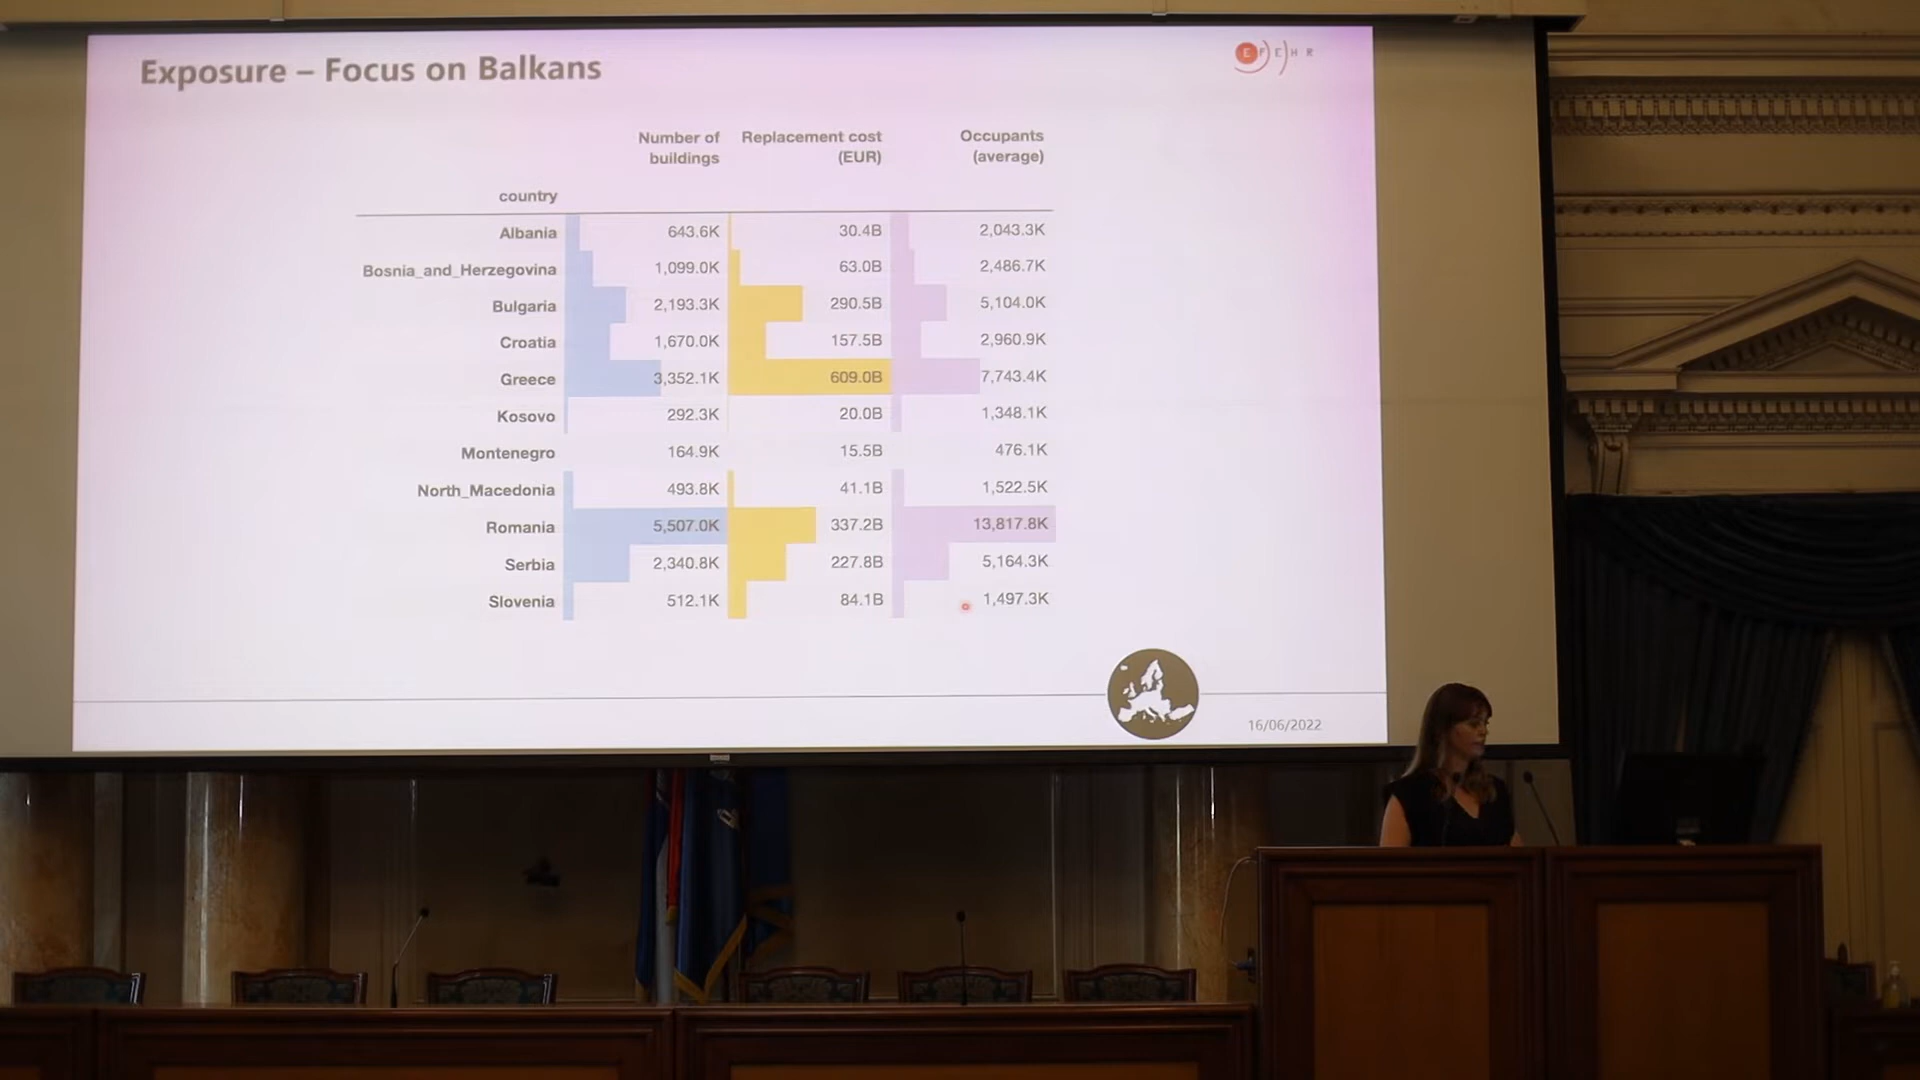 Exposure – Focus on Balkans
E F E H R
Number of buildings Replacement cost (EUR) Occupants (average)
country
Albania 643.6K 30.4B 2,043.3K
Bosnia_and_Herzegovina 1,099.0K 63.0B 2,486.7K
Bulgaria 2,193.3K 290.5B 5,104.0K
Croatia 1,670.0K 157.5B 2,960.9K
Greece 3,352.1K 609.0B 7,743.4K
Kosovo 292.3K 20.0B 1,348.1K
Montenegro 164.9K 15.5B 476.1K
North_Macedonia 493.8K 41.1B 1,522.5K
Romania 5,507.0K 337.2B 13,817.8K
Serbia 2,340.8K 227.8B 5,164.3K
Slovenia 512.1K 84.1B 1,497.3K
16/06/2022